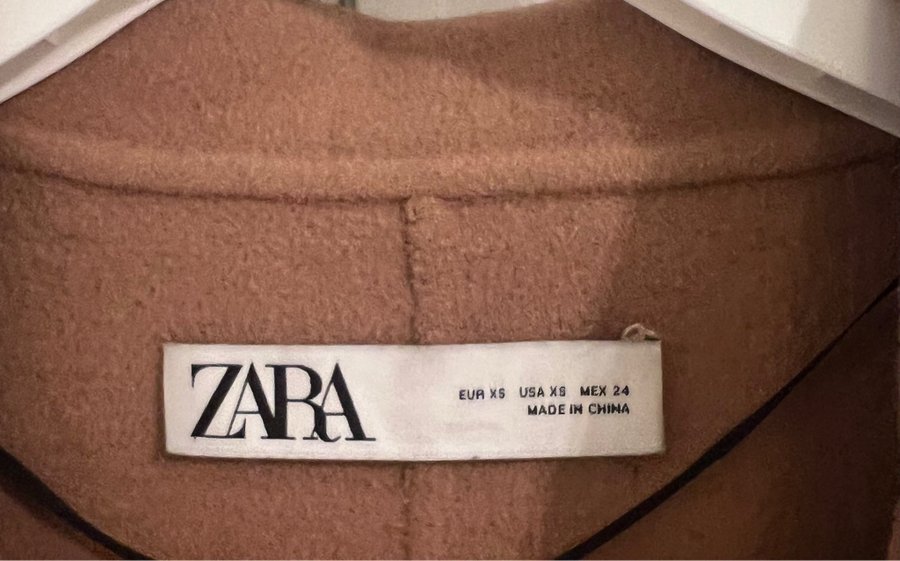 ZARA
EUR XS USA XS MEX 24
MADE IN CHINA